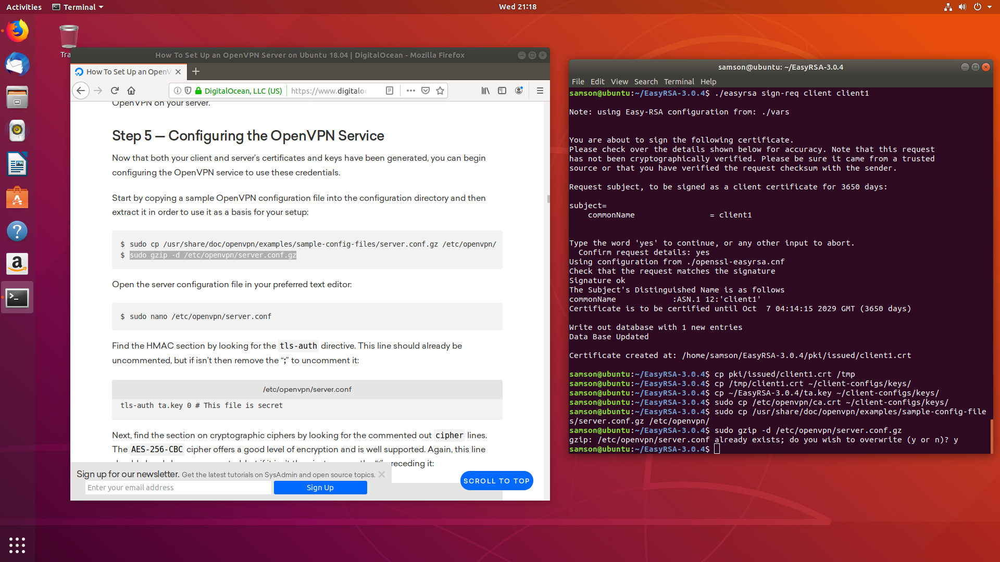 Activities
Terminal
Wed 21:18
How To Set Up an OpenVPN Server on Ubuntu 18.04 | DigitalOcean - Mozilla Firefox
How To Set Up an OpenV
DigitalOcean, LLC (US)
https://www.digitaloc
OpenVPN on your server.
Step 5 — Configuring the OpenVPN Service
Now that both your client and server's certificates and keys have been generated, you can begin
configuring the OpenVPN service to use these credentials.
Start by copying a sample OpenVPN configuration file into the configuration directory and then
extract it in order to use it as a basis for your setup:
$ sudo cp /usr/share/doc/openvpn/examples/sample-config-files/server.conf.gz /etc/openvpn/
$ sudo gzip -d /etc/openvpn/server.conf.gz
Open the server configuration file in your preferred text editor:
$ sudo nano /etc/openvpn/server.conf
Find the HMAC section by looking for the tls-auth directive. This line should already be
uncommented, but if isn't then remove the “;” to uncomment it:
/etc/openvpn/server.conf
tls-auth ta.key 0 # This file is secret
Next, find the section on cryptographic ciphers by looking for the commented out cipher lines.
The AES-256-CBC cipher offers a good level of encryption and is well supported. Again, this line
receding it:
Sign up for our newsletter. Get the latest tutorials on SysAdmin and open source topics.
Enter your email address
Sign Up
SCROLL TO TOP
samson@ubuntu: ~/EasyRSA-3.0.4
File Edit View Search Terminal Help
samson@ubuntu:~/EasyRSA-3.0.4$ ./easyrsa sign-req client client1
Note: using Easy-RSA configuration from: ./vars
You are about to sign the following certificate.
Please check over the details shown below for accuracy. Note that this request
has not been cryptographically verified. Please be sure it came from a trusted
source or that you have verified the request checksum with the sender.
Request subject, to be signed as a client certificate for 3650 days:
subject=
commonName = client1
Type the word 'yes' to continue, or any other input to abort.
Confirm request details: yes
Using configuration from ./openssl-easyrsa.cnf
Check that the request matches the signature
Signature ok
The Subject's Distinguished Name is as follows
commonName :ASN.1 12:'client1'
Certificate is to be certified until Oct 7 04:14:15 2029 GMT (3650 days)
Write out database with 1 new entries
Data Base Updated
Certificate created at: /home/samson/EasyRSA-3.0.4/pki/issued/client1.crt
samson@ubuntu:~/EasyRSA-3.0.4$ cp pki/issued/client1.crt /tmp
samson@ubuntu:~/EasyRSA-3.0.4$ cp /tmp/client1.crt ~/client-configs/keys/
samson@ubuntu:~/EasyRSA-3.0.4$ cp ~/EasyRSA-3.0.4/ta.key ~/client-configs/keys/
samson@ubuntu:~/EasyRSA-3.0.4$ sudo cp /etc/openvpn/ca.crt ~/client-configs/keys/
samson@ubuntu:~/EasyRSA-3.0.4$ sudo cp /usr/share/doc/openvpn/examples/sample-config-file
s/server.conf.gz /etc/openvpn/
samson@ubuntu:~/EasyRSA-3.0.4$ sudo gzip -d /etc/openvpn/server.conf.gz
gzip: /etc/openvpn/server.conf already exists; do you wish to overwrite (y or n)? y
samson@ubuntu:~/EasyRSA-3.0.4$